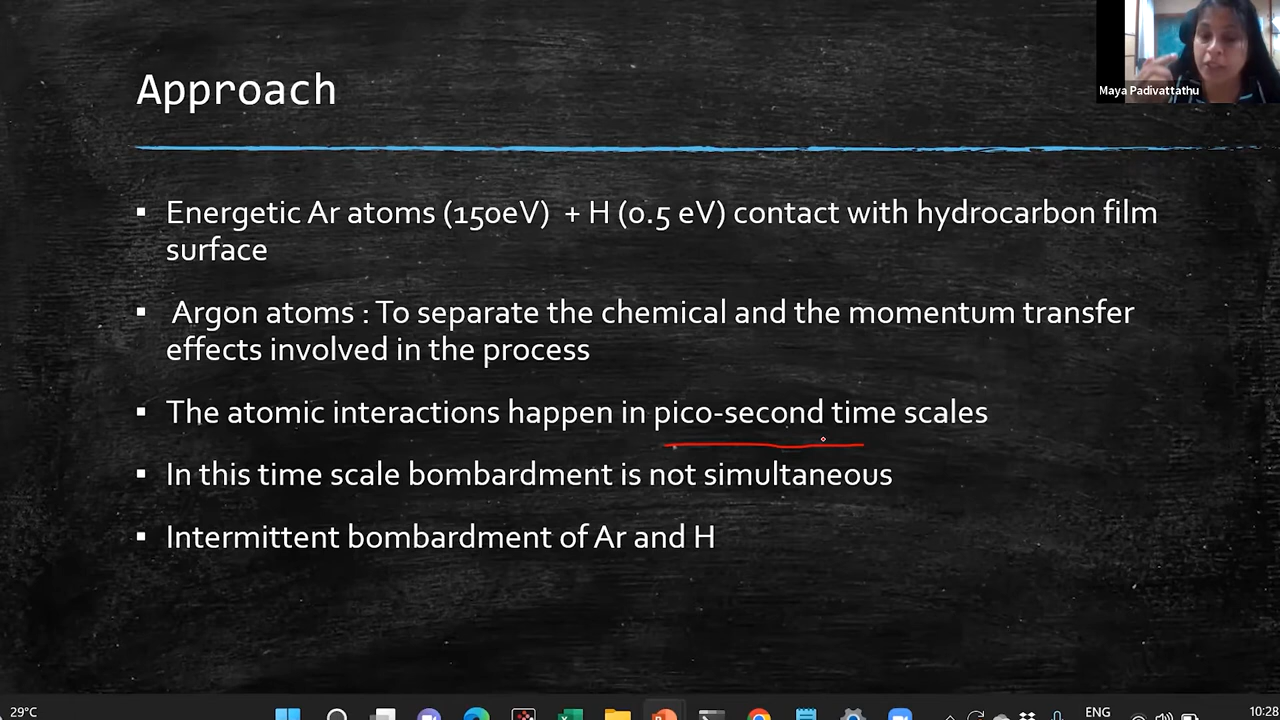 Maya Padivattathu
Approach
▪ Energetic Ar atoms (150eV)  + H (0.5 eV) contact with hydrocarbon film
surface
▪ Argon atoms : To separate the chemical and the momentum transfer
effects involved in the process
▪ The atomic interactions happen in pico-second time scales
▪ In this time scale bombardment is not simultaneous
▪ Intermittent bombardment of Ar and H
29°C
ENG
10:28